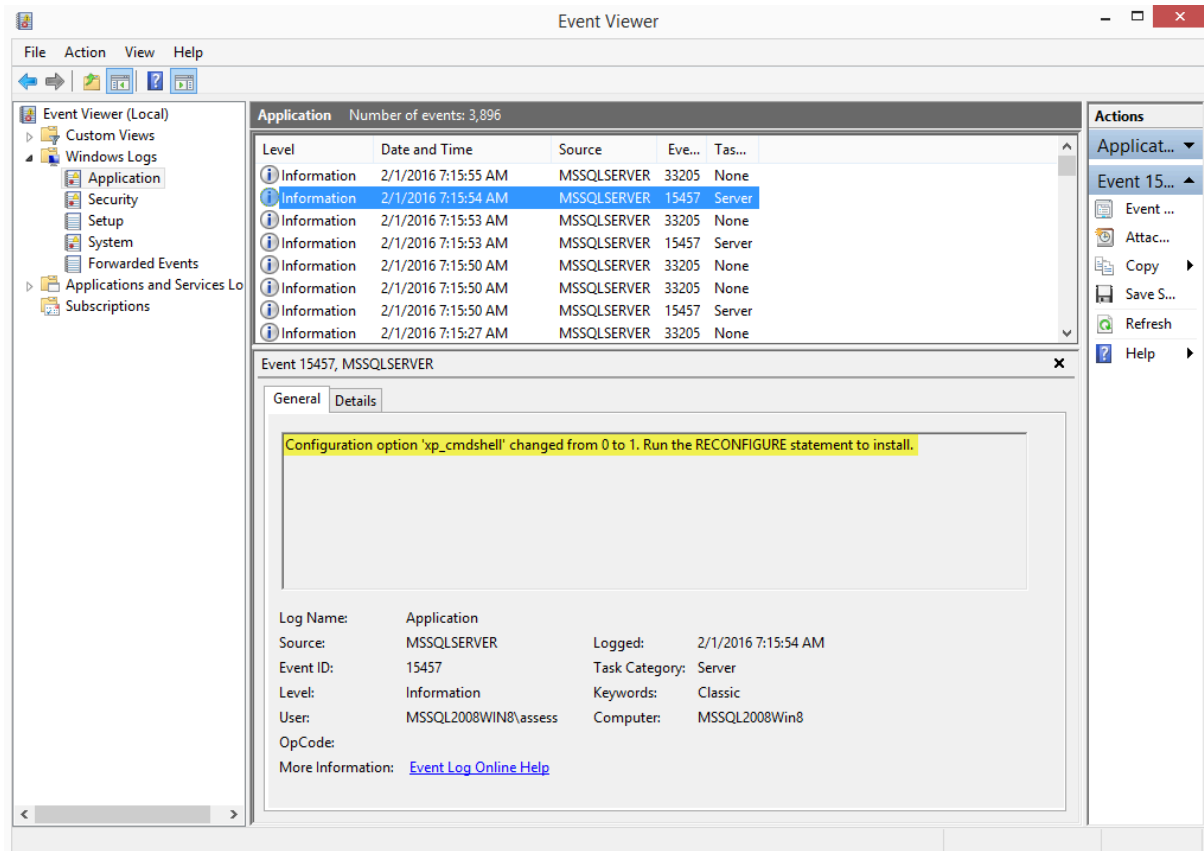 Event Viewer
File Action View Help
Event Viewer (Local)
Custom Views
Windows Logs
Application
Security
Setup
System
Forwarded Events
Applications and Services Lo
Subscriptions
Application Number of events: 3,896
Level Date and Time Source Eve... Tas...
Information 2/1/2016 7:15:55 AM MSSQLSERVER 33205 None
Information 2/1/2016 7:15:54 AM MSSQLSERVER 15457 Server
Information 2/1/2016 7:15:53 AM MSSQLSERVER 33205 None
Information 2/1/2016 7:15:53 AM MSSQLSERVER 15457 Server
Information 2/1/2016 7:15:50 AM MSSQLSERVER 33205 None
Information 2/1/2016 7:15:50 AM MSSQLSERVER 33205 None
Information 2/1/2016 7:15:50 AM MSSQLSERVER 15457 Server
Information 2/1/2016 7:15:27 AM MSSQLSERVER 33205 None
Event 15457, MSSQLSERVER
General Details
Configuration option 'xp_cmdshell' changed from 0 to 1. Run the RECONFIGURE statement to install.
Log Name: Application
Source: MSSQLSERVER Logged: 2/1/2016 7:15:54 AM
Event ID: 15457 Task Category: Server
Level: Information Keywords: Classic
User: MSSQL2008WIN8\assess Computer: MSSQL2008Win8
OpCode:
More Information: Event Log Online Help
Actions
Applicat...
Event 15...
Event ...
Attac...
Copy
Save S...
Refresh
Help